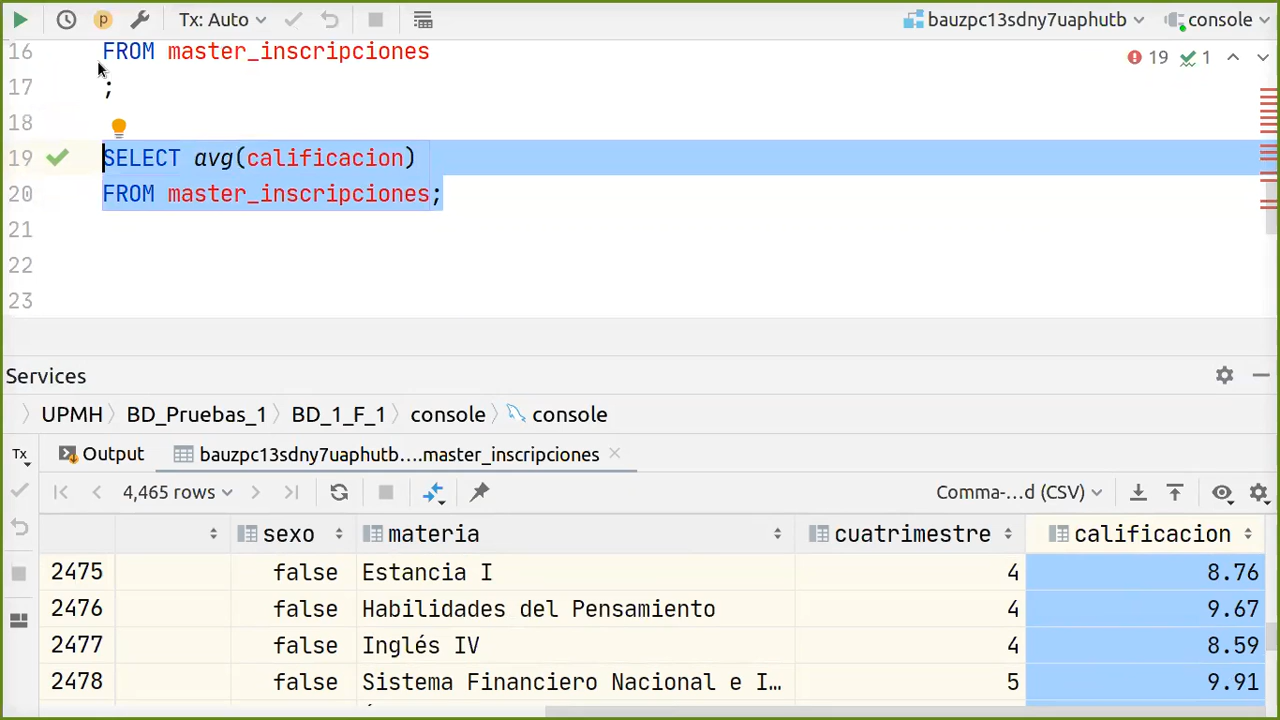 p Tx: Auto bauzpc13sdny7uaphutb console
16 FROM master_inscripciones 19 1
17 ;
18
19 SELECT avg(calificacion)
20 FROM master_inscripciones;
21
22
23
Services
UPMH BD_Pruebas_1 BD_1_F_1 console console
Tx Output bauzpc13sdny7uaphutb....master_inscripciones
4,465 rows Comma-...d (CSV)
sexo materia cuatrimestre calificacion
2475 false Estancia I 4 8.76
2476 false Habilidades del Pensamiento 4 9.67
2477 false Inglés IV 4 8.59
2478 false Sistema Financiero Nacional e I... 5 9.91